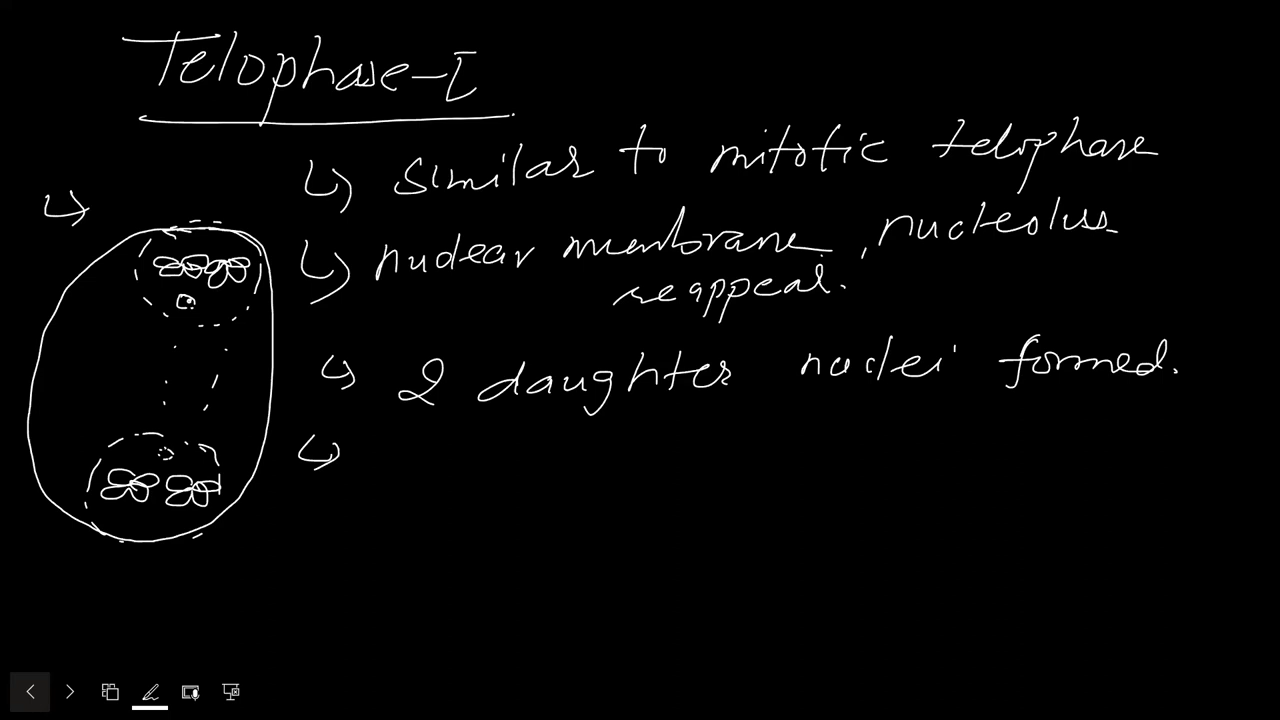 Telophase-I
↳ similar to mitotic telophase
↳ nuclear membrane, nucleolus
reappear.
↳ 2 daughter nuclei formed.
↳